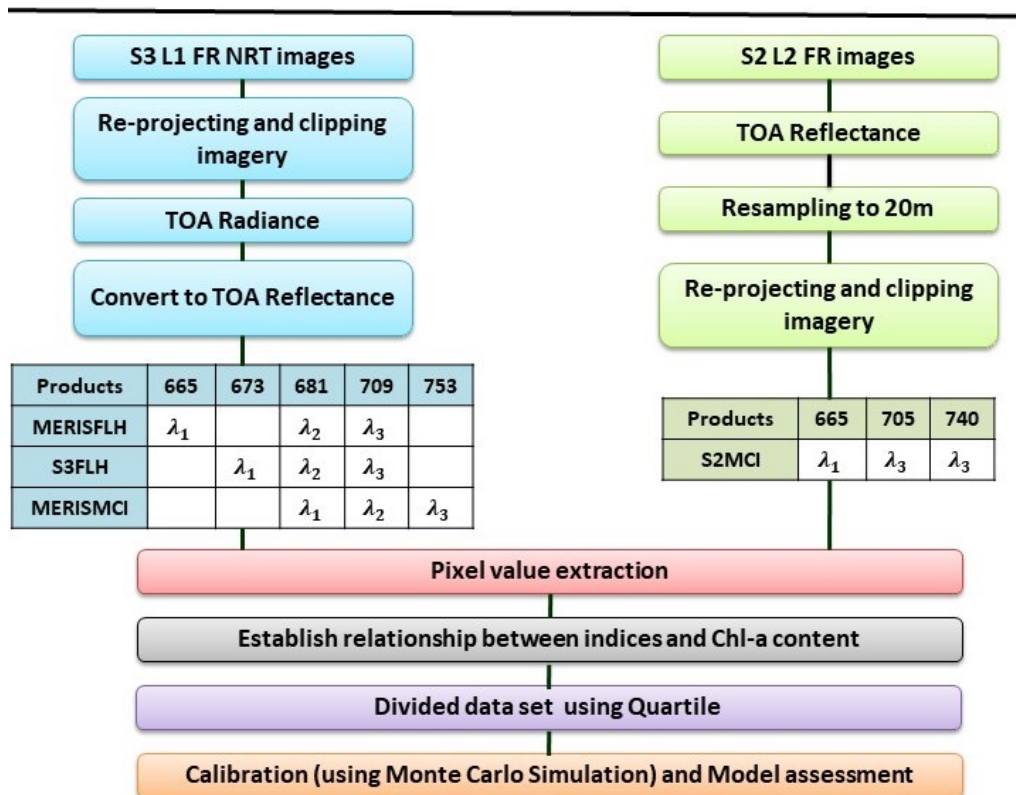 S3 L1 FR NRT images
Re-projecting and clipping
imagery
TOA Radiance
Convert to TOA Reflectance
Products 665 673 681 709 753
MERISFLH λ1 λ2 λ3
S3FLH λ1 λ2 λ3
MERISMCI λ1 λ2 λ3
S2 L2 FR images
TOA Reflectance
Resampling to 20m
Re-projecting and clipping
imagery
Products 665 705 740
S2MCI λ1 λ3 λ3
Pixel value extraction
Establish relationship between indices and Chl-a content
Divided data set using Quartile
Calibration (using Monte Carlo Simulation) and Model assessment